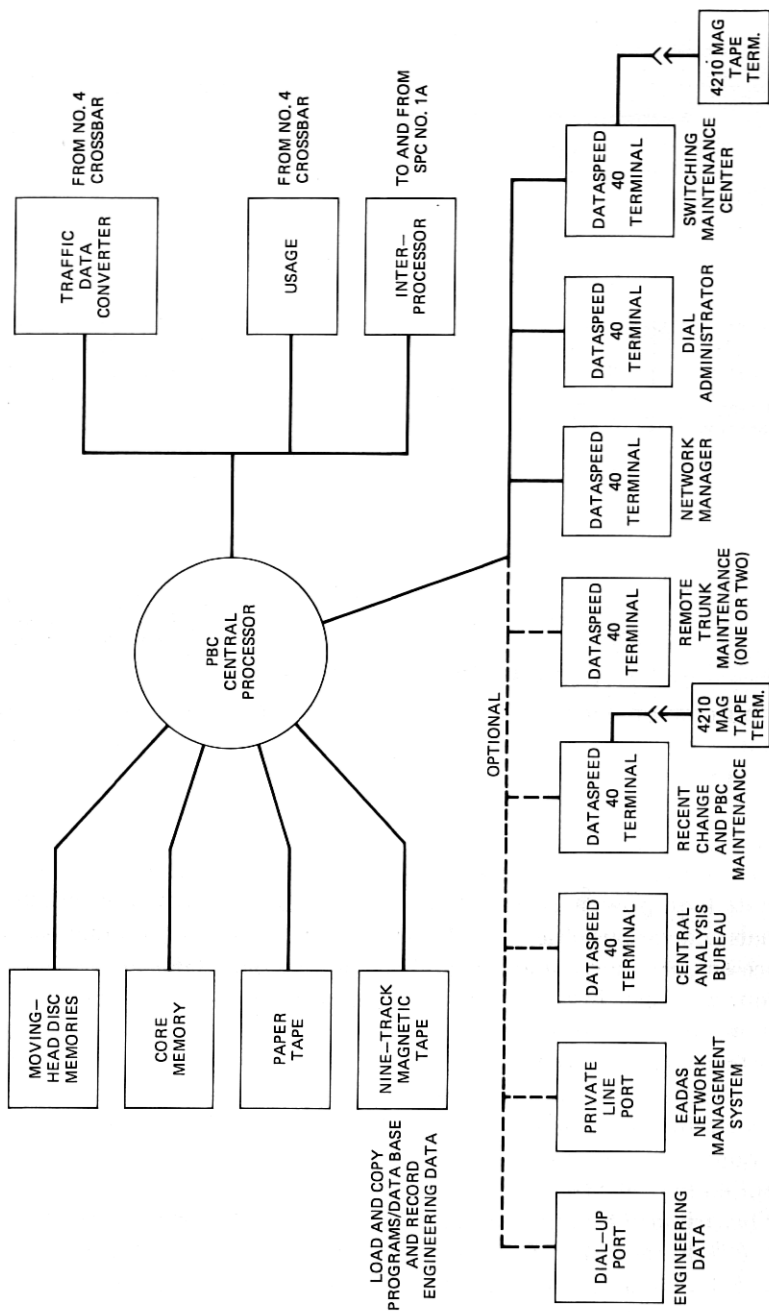 MOVING–
HEAD DISC
MEMORIES
CORE
MEMORY
PAPER
TAPE
NINE–TRACK
MAGNETIC
TAPE
LOAD AND COPY
PROGRAMS/DATA BASE
AND RECORD
ENGINEERING DATA
PBC
CENTRAL
PROCESSOR
TRAFFIC
DATA
CONVERTER
FROM NO. 4
CROSSBAR
USAGE
FROM NO. 4
CROSSBAR
INTER–
PROCESSOR
TO AND FROM
SPC NO. 1A
OPTIONAL
DIAL–UP
PORT
ENGINEERING
DATA
PRIVATE
LINE
PORT
EADAS
NETWORK
MANAGEMENT
SYSTEM
DATASPEED
40
TERMINAL
CENTRAL
ANALYSIS
BUREAU
DATASPEED
40
TERMINAL
RECENT
CHANGE
AND PBC
MAINTENANCE
4210
MAG
TAPE
TERM.
DATASPEED
40
TERMINAL
REMOTE
TRUNK
MAINTENANCE
(ONE OR TWO)
DATASPEED
40
TERMINAL
NETWORK
MANAGER
DATASPEED
40
TERMINAL
DIAL
ADMINISTRATOR
DATASPEED
40
TERMINAL
SWITCHING
MAINTENANCE
CENTER
4210 MAG
TAPE
TERM.